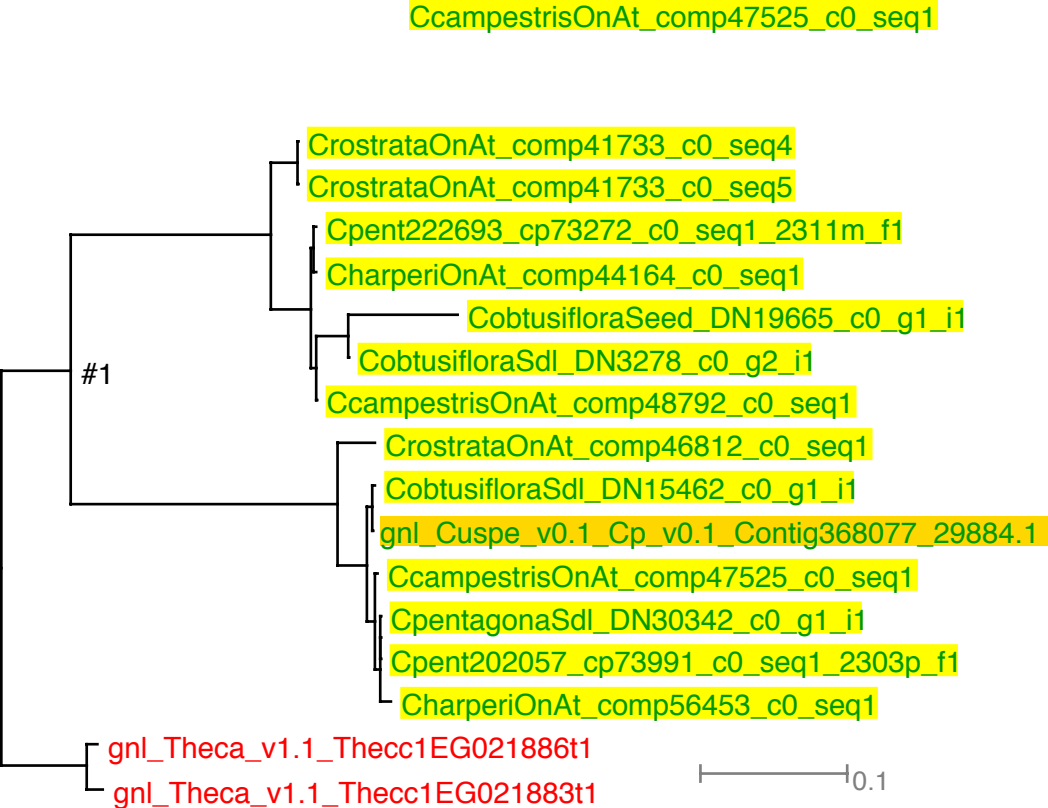 CcampestrisOnAt_comp47525_c0_seq1
CrostrataOnAt_comp41733_c0_seq4
CrostrataOnAt_comp41733_c0_seq5
Cpent222693_cp73272_c0_seq1_2311m_f1
CharperiOnAt_comp44164_c0_seq1
CobtusifloraSeed_DN19665_c0_g1_i1
CobtusifloraSdl_DN3278_c0_g2_i1
#1
CcampestrisOnAt_comp48792_c0_seq1
CrostrataOnAt_comp46812_c0_seq1
CobtusifloraSdl_DN15462_c0_g1_i1
gnl_Cuspe_v0.1_Cp_v0.1_Contig368077_29884.1
CcampestrisOnAt_comp47525_c0_seq1
CpentagonaSdl_DN30342_c0_g1_i1
Cpent202057_cp73991_c0_seq1_2303p_f1
CharperiOnAt_comp56453_c0_seq1
gnl_Theca_v1.1_Thecc1EG021886t1
0.1
gnl_Theca_v1.1_Thecc1EG021883t1